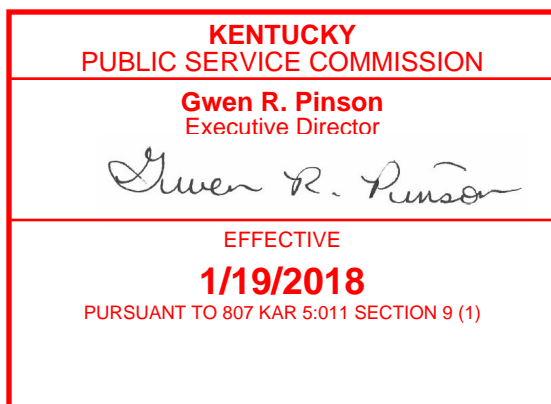 KENTUCKY
PUBLIC SERVICE COMMISSION
Gwen R. Pinson
Executive Director
Gwen R. Pinson
EFFECTIVE
1/19/2018
PURSUANT TO 807 KAR 5:011 SECTION 9 (1)